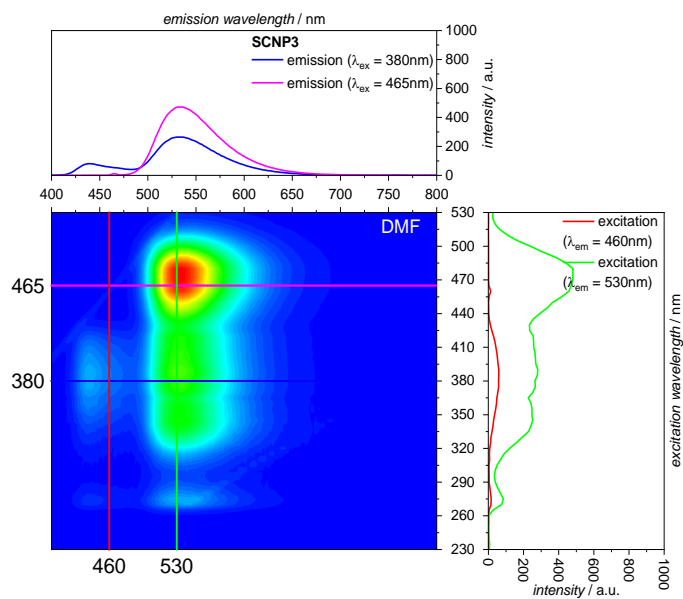 emission wavelength / nm
SCNP3
emission (λex = 380nm)
emission (λex = 465nm)
1000
800
600
400
200
0
intensity / a.u.
400 450 500 550 600 650 700 750 800
DMF
465
380
460 530
530
500
470
440
410
380
350
320
290
260
230
excitation
(λem = 460nm)
excitation
(λem = 530nm)
excitation wavelength / nm
0 200 400 600 800 1000
intensity / a.u.